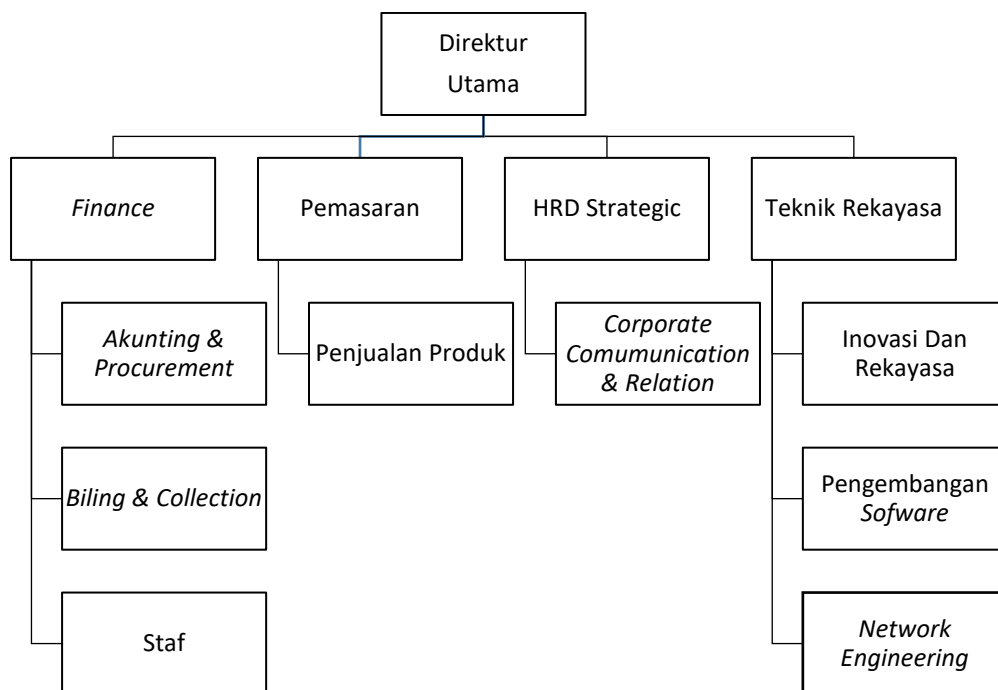 Direktur
Utama
Finance
Pemasaran
HRD Strategic
Teknik Rekayasa
Akunting &
Procurement
Penjualan Produk
Corporate
Comumunication
& Relation
Inovasi Dan
Rekayasa
Biling & Collection
Pengembangan
Sofware
Staf
Network
Engineering